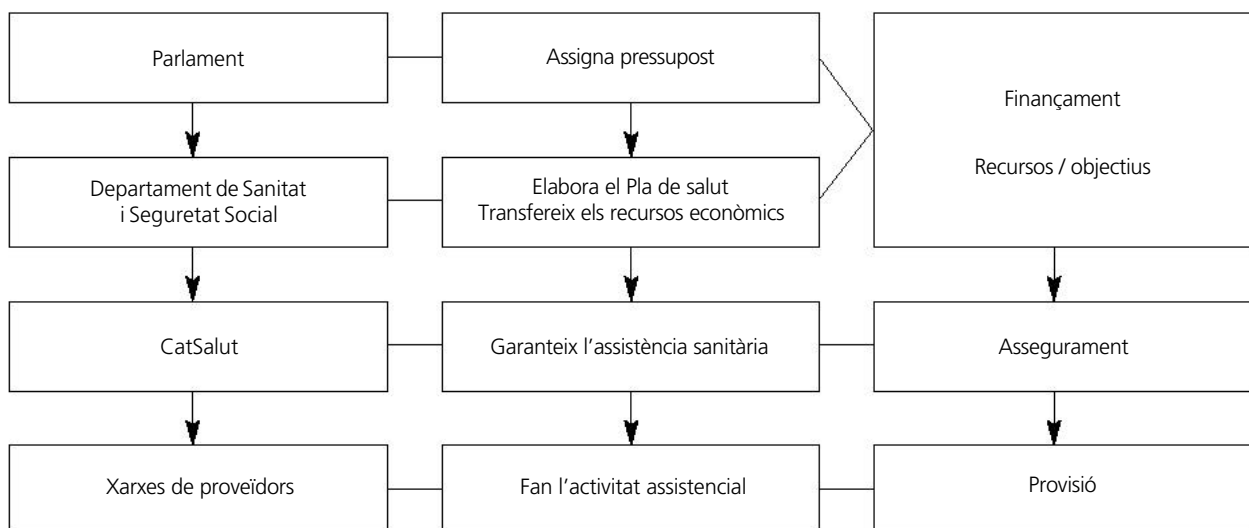 Parlament
Assigna pressupost
Finançament
Recursos / objectius
Departament de Sanitat
i Seguretat Social
Elabora el Pla de salut
Transfereix els recursos econòmics
CatSalut
Garanteix l'assistència sanitària
Assegurament
Xarxes de proveïdors
Fan l'activitat assistencial
Provisió